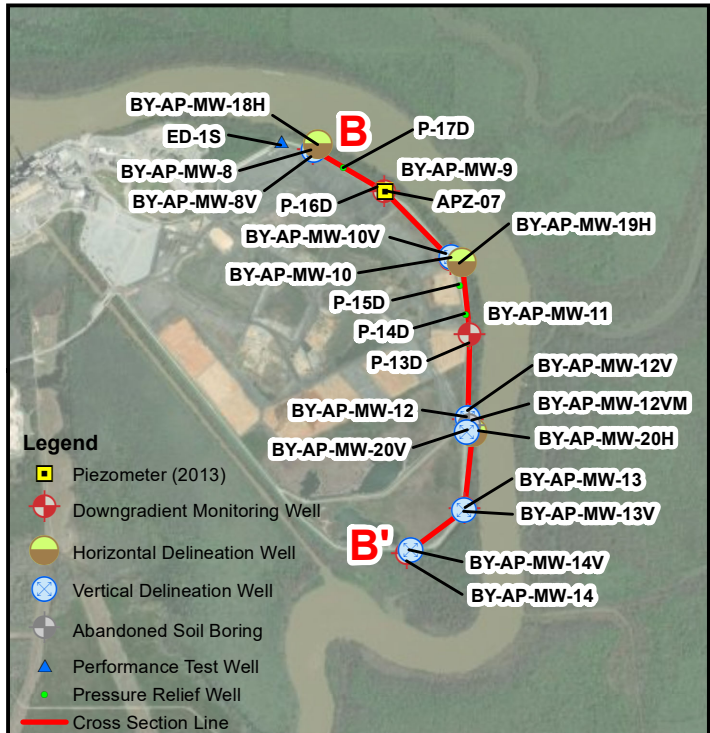 BY-AP-MW-18H
B
P-17D
ED-1S
BY-AP-MW-8
BY-AP-MW-9
BY-AP-MW-8V
P-16D
APZ-07
BY-AP-MW-10V
BY-AP-MW-19H
BY-AP-MW-10
P-15D
BY-AP-MW-11
P-14D
P-13D
BY-AP-MW-12V
BY-AP-MW-12
BY-AP-MW-12VM
BY-AP-MW-20V
BY-AP-MW-20H
BY-AP-MW-13
BY-AP-MW-13V
B'
BY-AP-MW-14V
BY-AP-MW-14
Legend
Piezometer (2013)
Downgradient Monitoring Well
Horizontal Delineation Well
Vertical Delineation Well
Abandoned Soil Boring
Performance Test Well
Pressure Relief Well
Cross Section Line